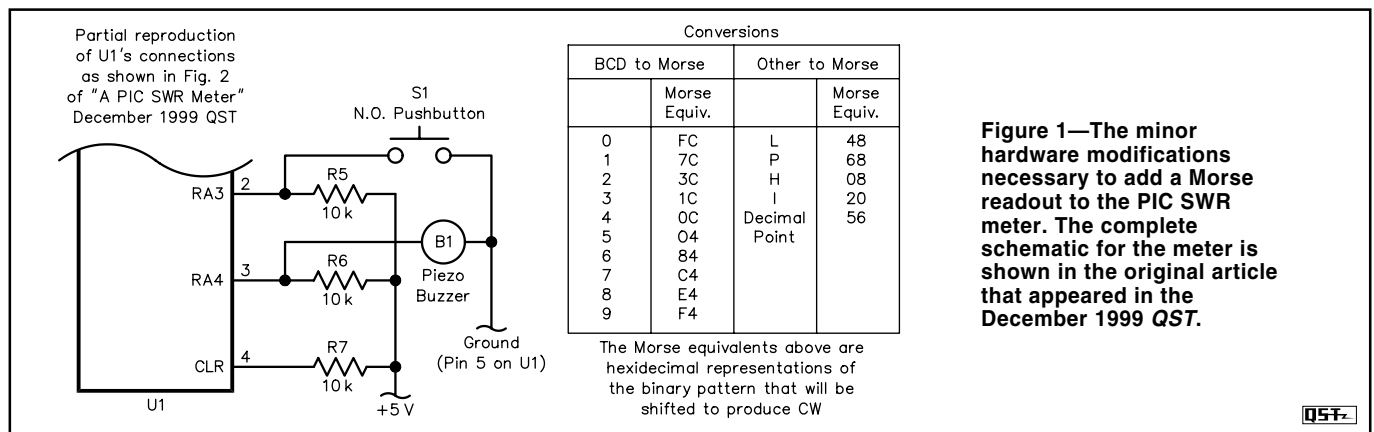 Partial reproduction
of U1's connections
as shown in Fig. 2
of "A PIC SWR Meter"
December 1999 QST
S1
N.O. Pushbutton
RA3
2
R5
10 k
RA4
3
R6
10 k
B1
Piezo
Buzzer
CLR
4
R7
10 k
Ground
(Pin 5 on U1)
U1
+5 V
Conversions
BCD to Morse Other to Morse
Morse Equiv. Morse Equiv.
0 FC L 48
1 7C P 68
2 3C H 08
3 1C I 20
4 0C Decimal 56
5 04 Point
6 84
7 C4
8 E4
9 F4
The Morse equivalents above are
hexidecimal representations of
the binary pattern that will be
shifted to produce CW
Figure 1—The minor
hardware modifications
necessary to add a Morse
readout to the PIC SWR
meter. The complete
schematic for the meter is
shown in the original article
that appeared in the
December 1999 QST.
QST